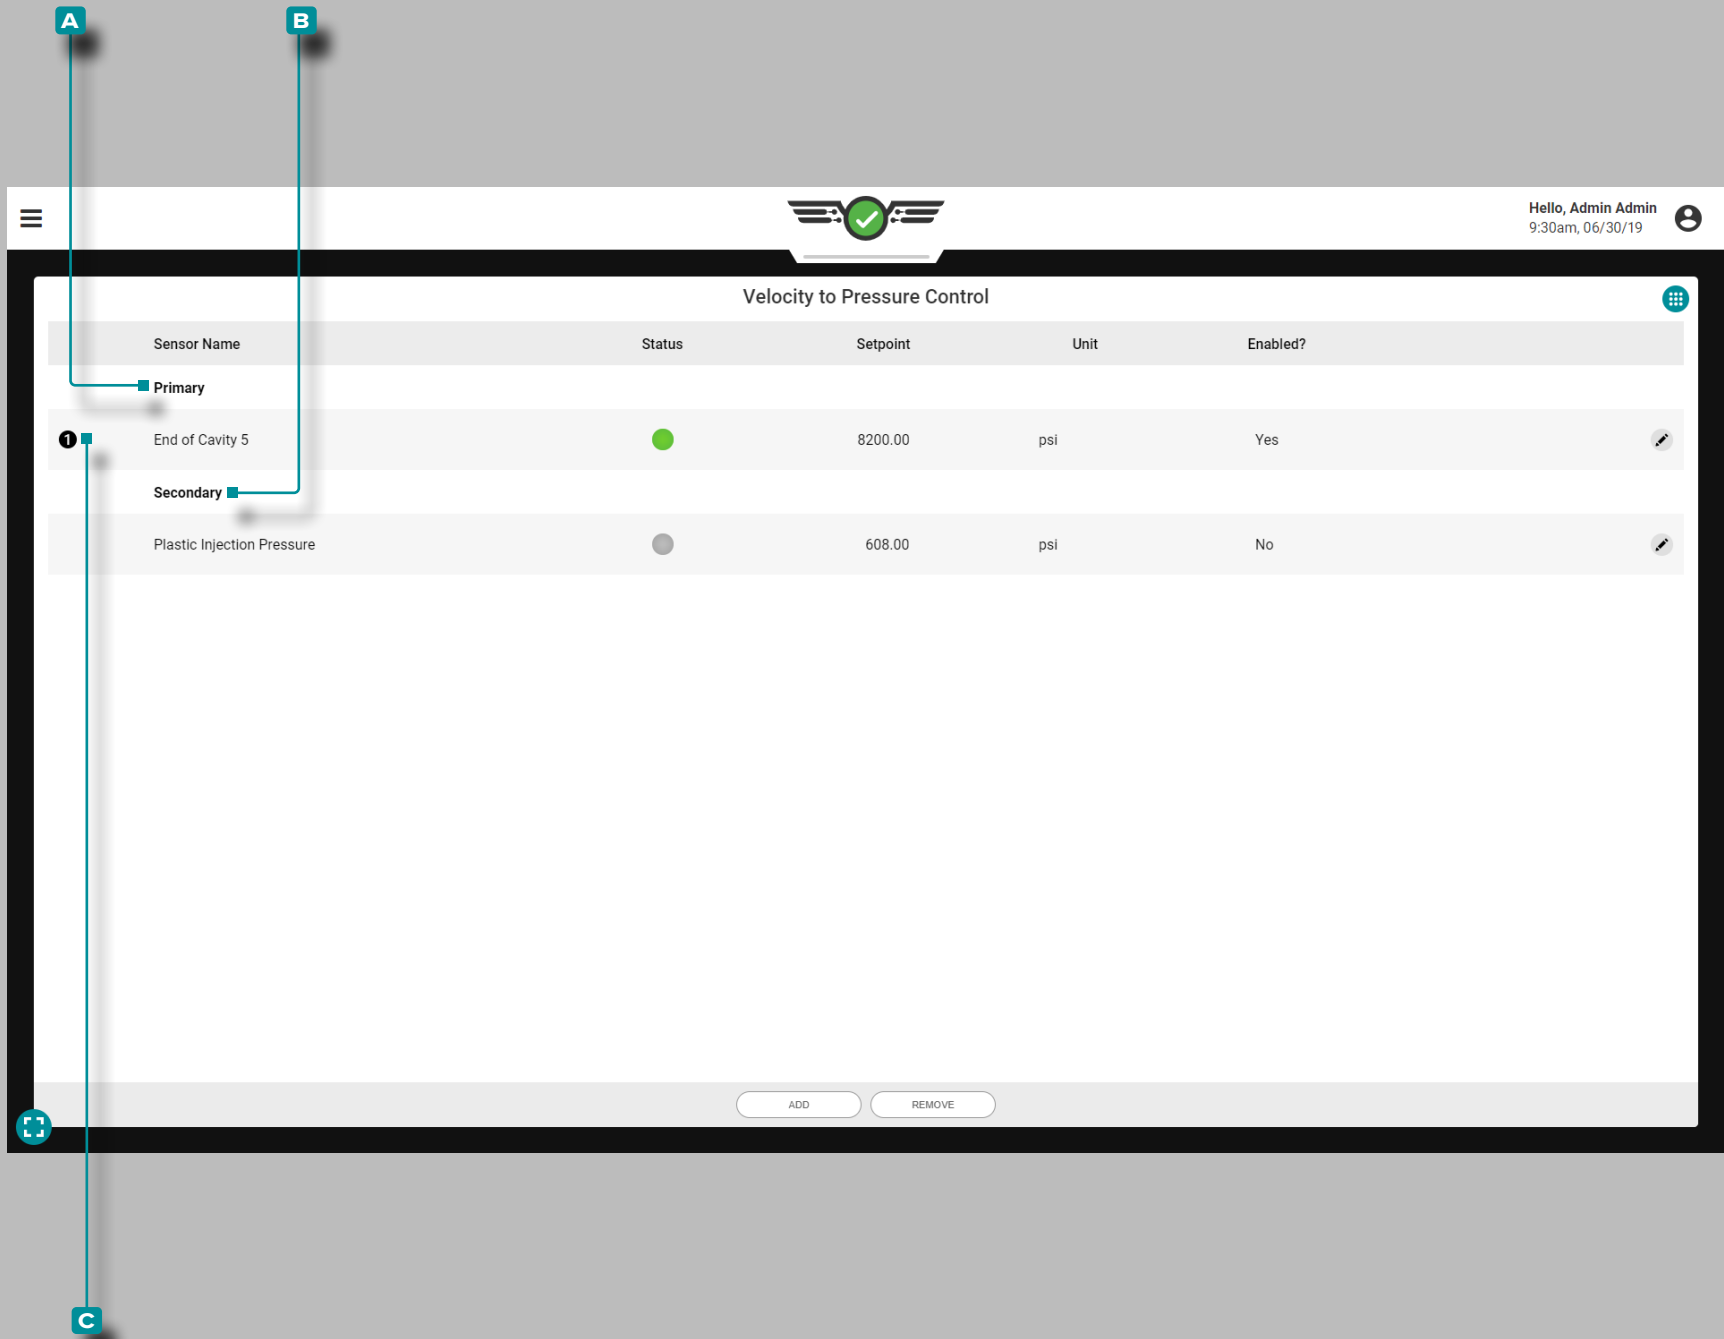 A B
Hello, Admin Admin
9:30am, 06/30/19
Velocity to Pressure Control
Sensor Name Status Setpoint Unit Enabled?
Primary
1 End of Cavity 5 8200.00 psi Yes
Secondary
Plastic Injection Pressure 608.00 psi No
ADD REMOVE
C